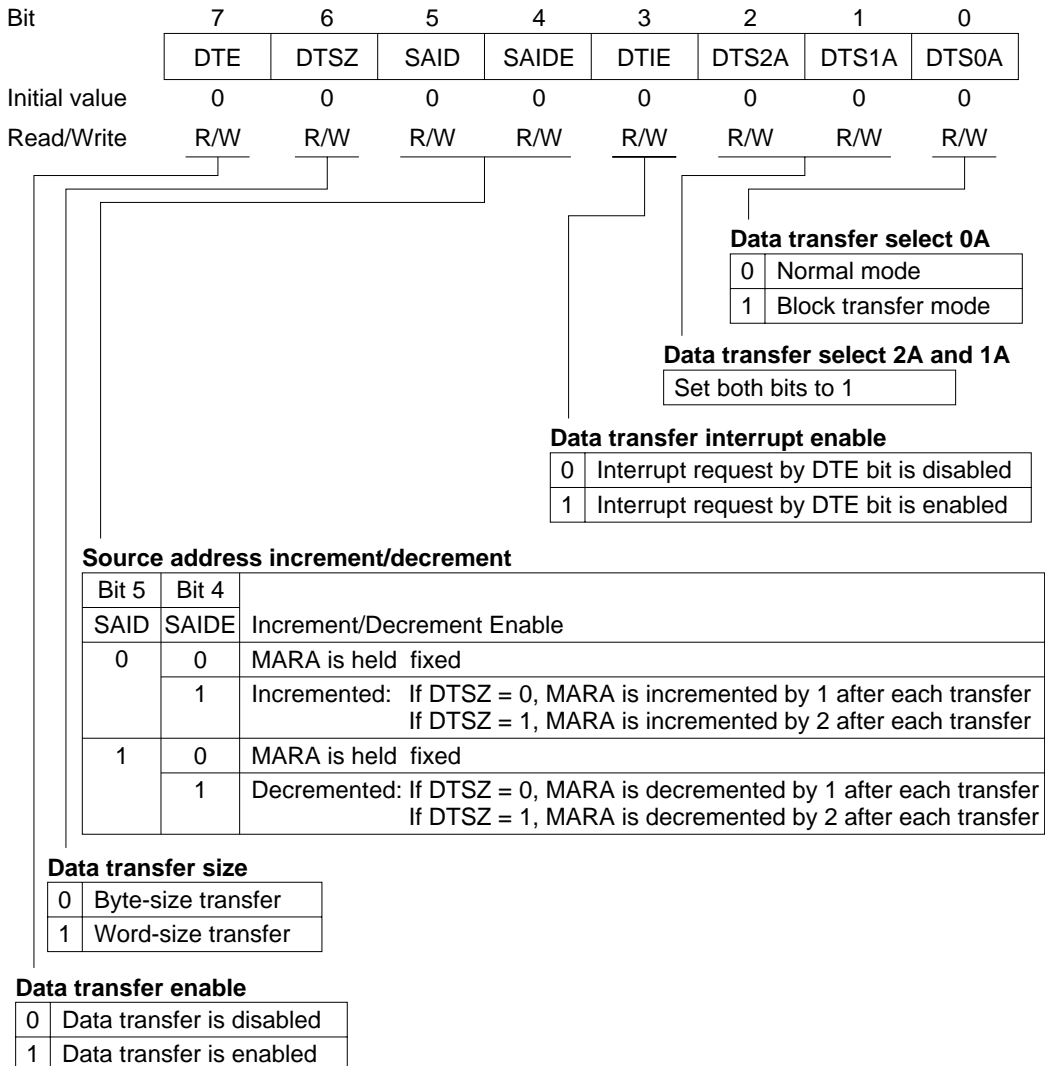 Bit 7 6 5 4 3 2 1 0
DTE DTSZ SAID SAIDE DTIE DTS2A DTS1A DTS0A
Initial value 0 0 0 0 0 0 0 0
Read/Write R/W R/W R/W R/W R/W R/W R/W R/W
Data transfer select 0A
0 Normal mode
1 Block transfer mode
Data transfer select 2A and 1A
Set both bits to 1
Data transfer interrupt enable
0 Interrupt request by DTE bit is disabled
1 Interrupt request by DTE bit is enabled
Source address increment/decrement
Bit 5 Bit 4
SAID SAIDE Increment/Decrement Enable
0 0 MARA is held fixed
1 Incremented: If DTSZ = 0, MARA is incremented by 1 after each transfer
If DTSZ = 1, MARA is incremented by 2 after each transfer
1 0 MARA is held fixed
1 Decremented: If DTSZ = 0, MARA is decremented by 1 after each transfer
If DTSZ = 1, MARA is decremented by 2 after each transfer
Data transfer size
0 Byte-size transfer
1 Word-size transfer
Data transfer enable
0 Data transfer is disabled
1 Data transfer is enabled